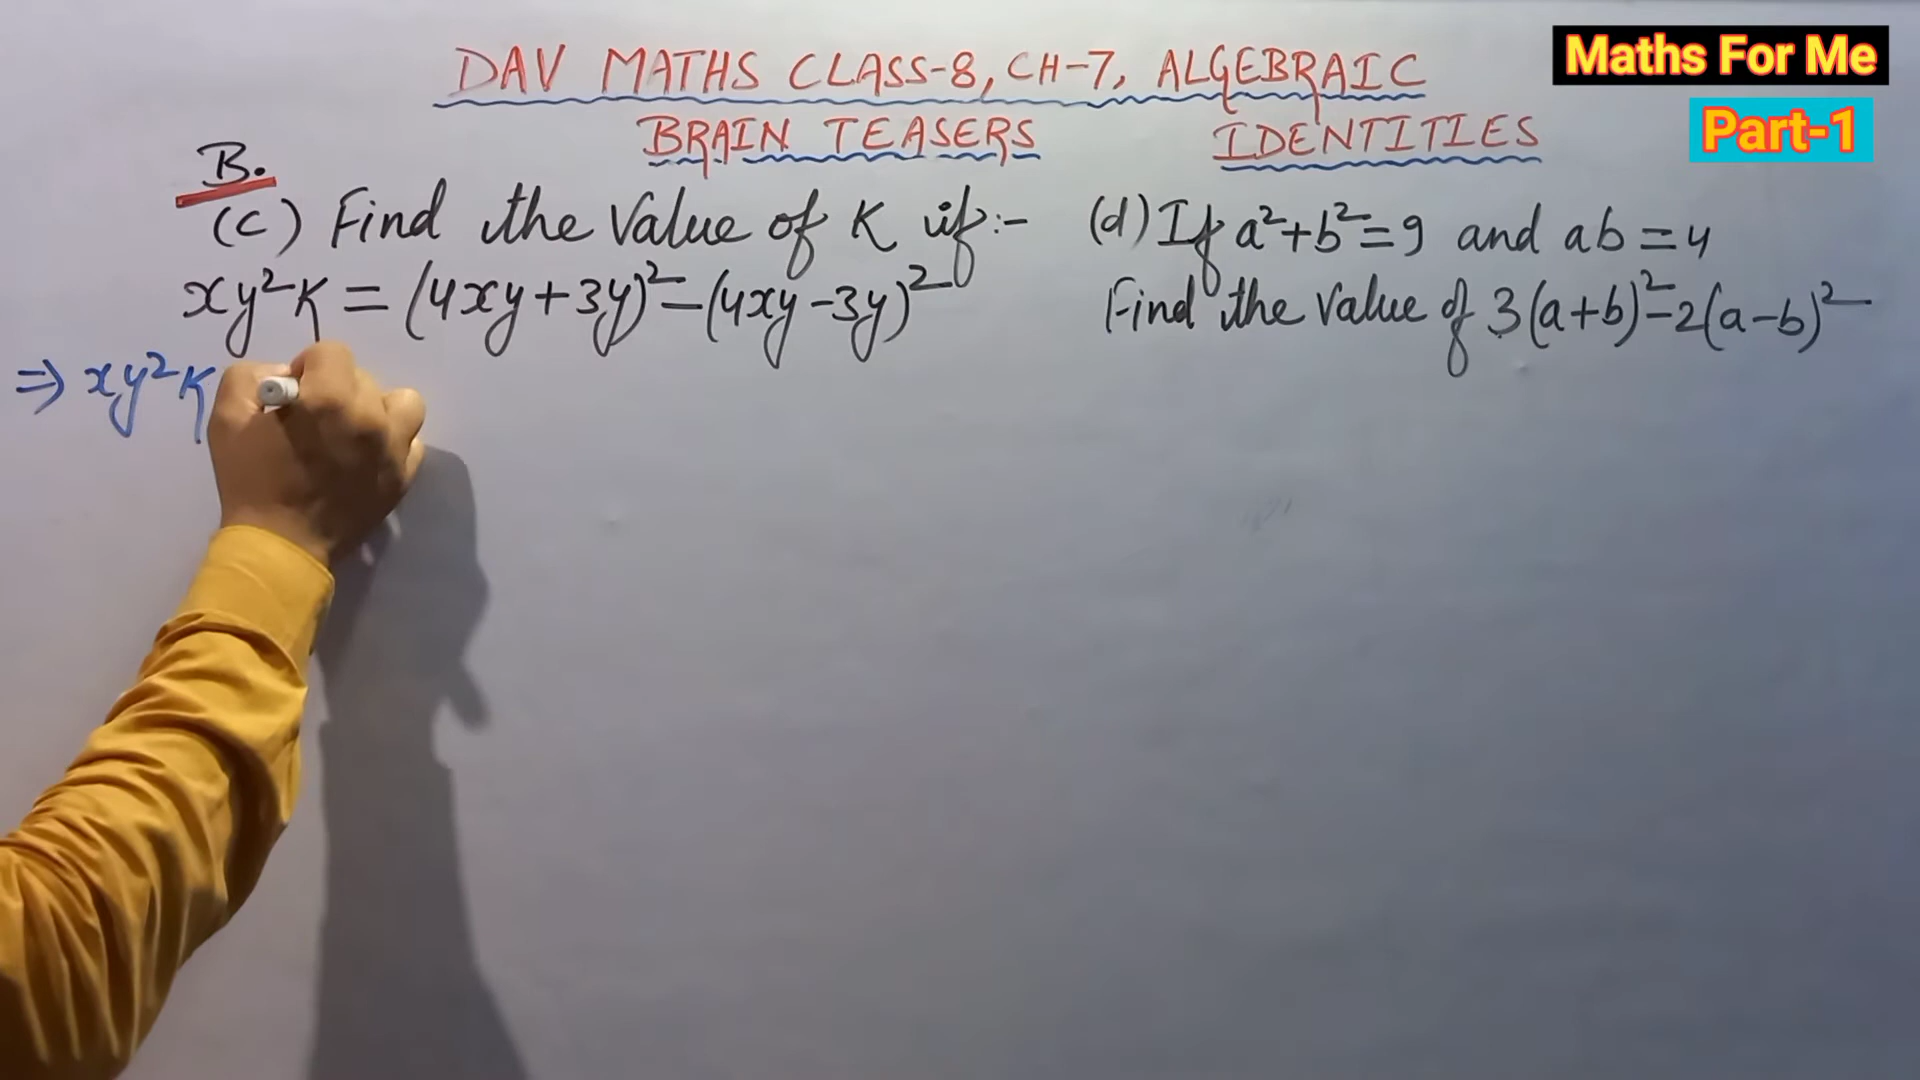 DAV MATHS CLASS-8, CH-7, ALGEBRAIC
BRAIN TEASERS IDENTITIES
Maths For Me
Part-1
B.
(C) Find the Value of K if:-
xy²K = (4xy+3y)²-(4xy-3y)²
⇒ xy²K
(d) If a²+b²=9 and ab=4
Find the Value of 3(a+b)²-2(a-b)²